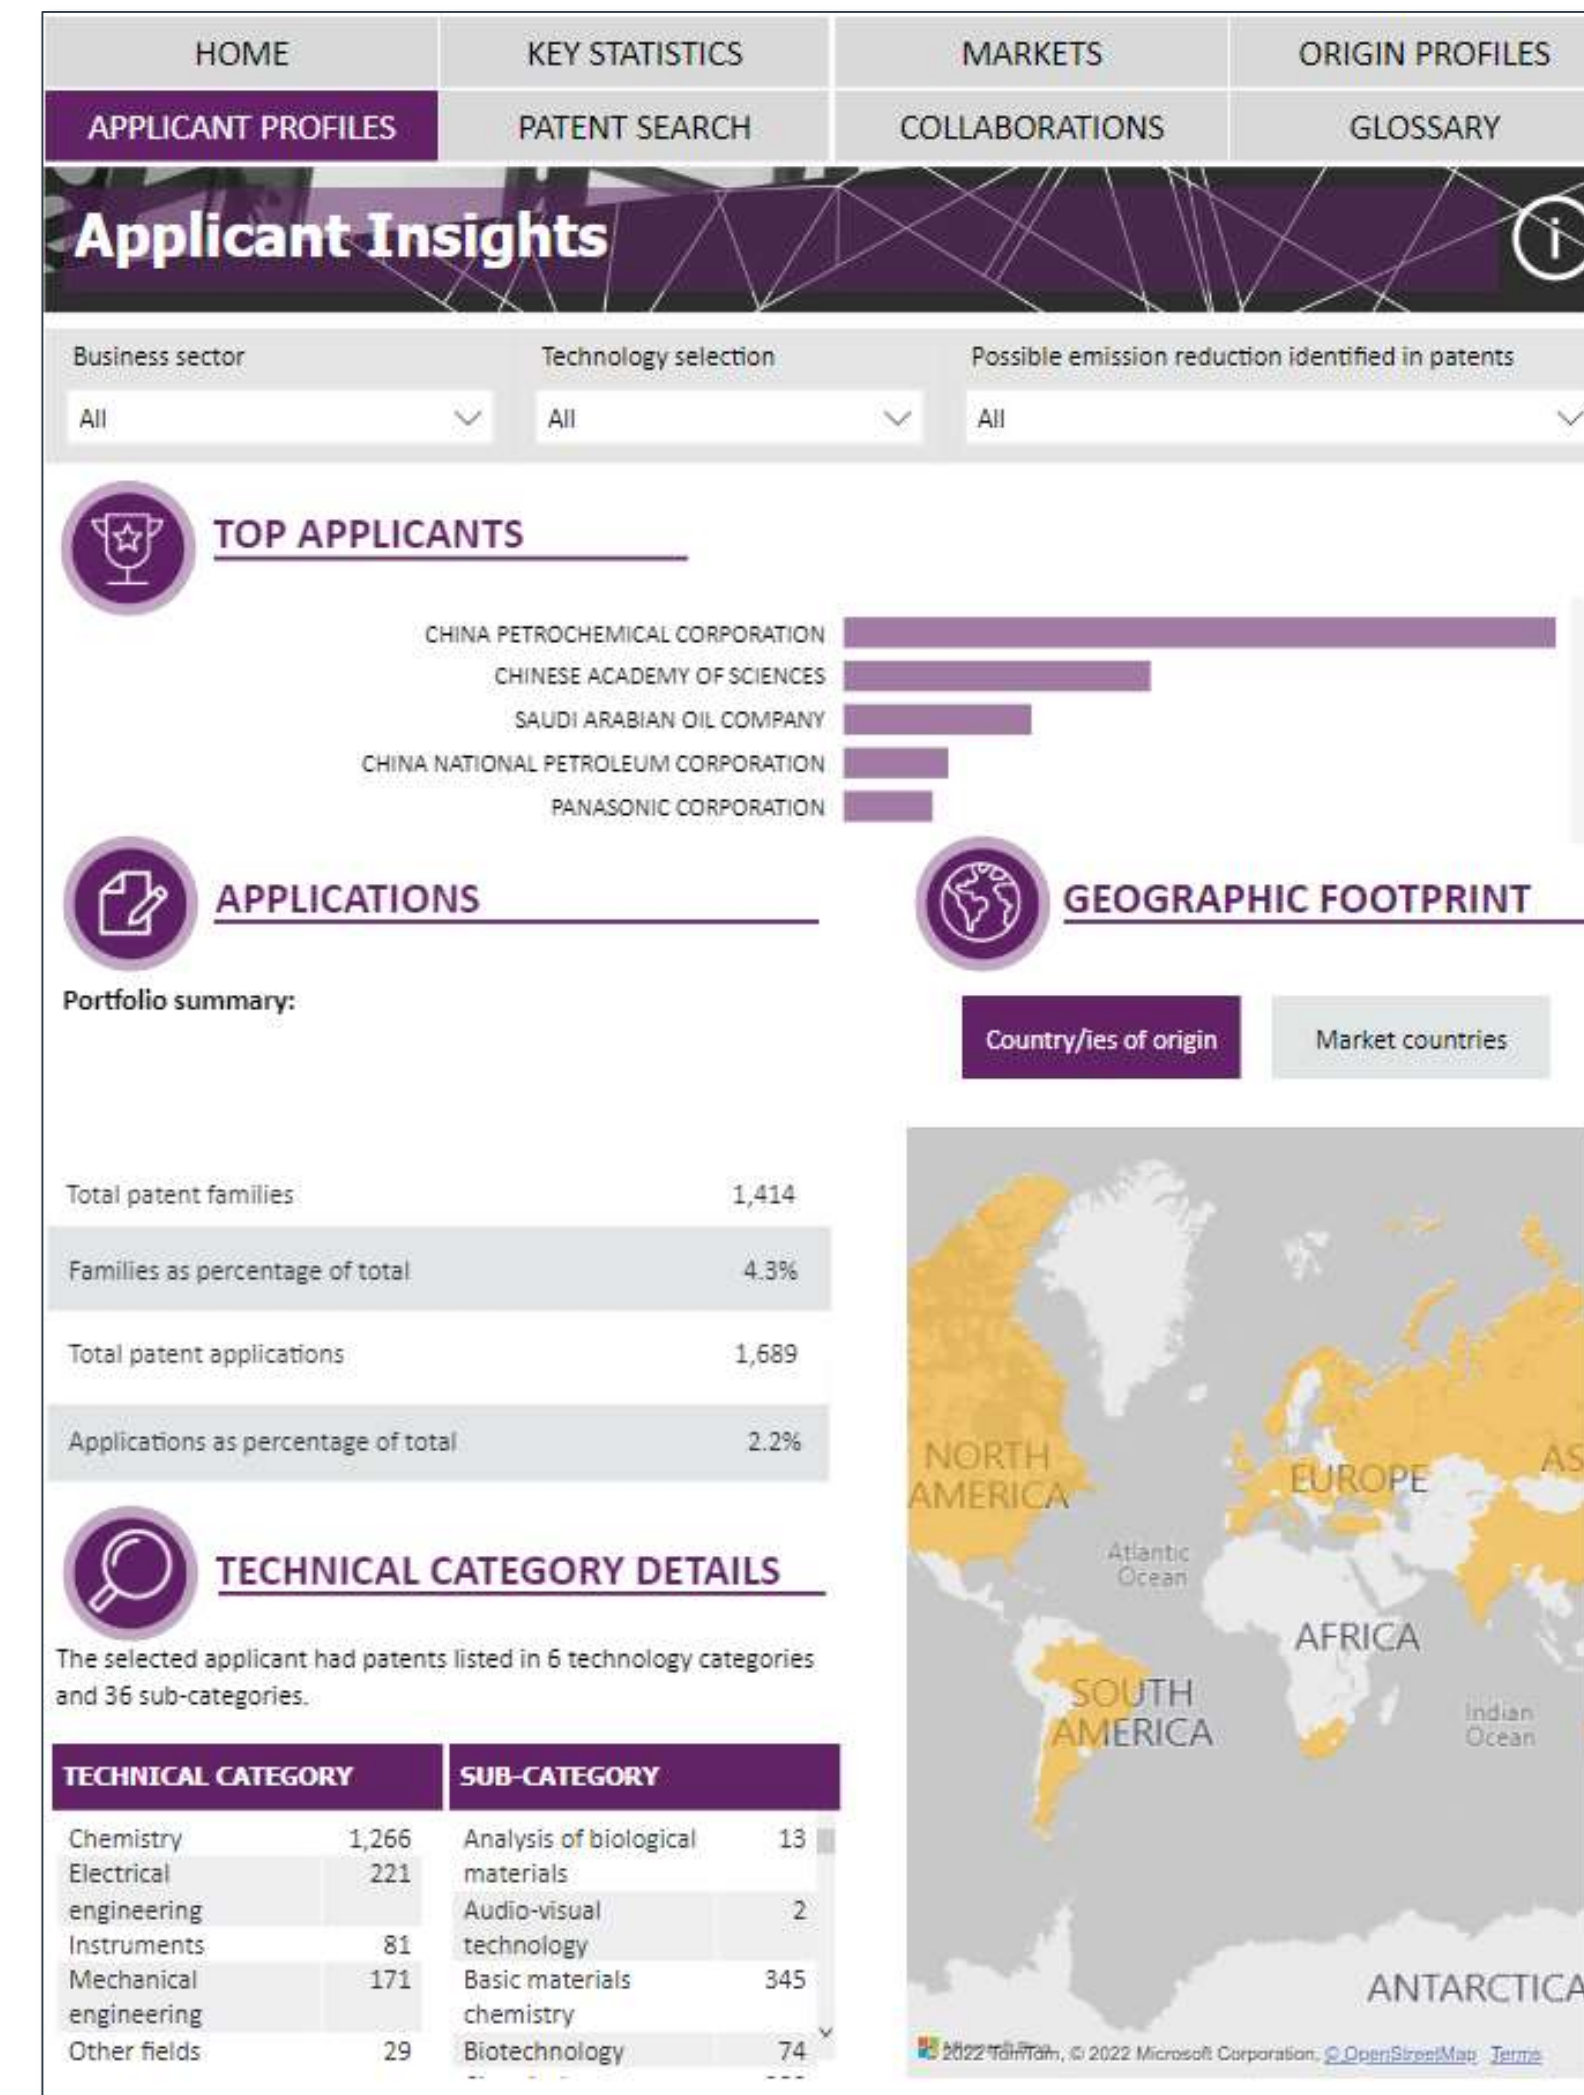 HOME KEY STATISTICS MARKETS ORIGIN PROFILES
APPLICANT PROFILES PATENT SEARCH COLLABORATIONS GLOSSARY
Applicant Insights
i
Business sector Technology selection Possible emission reduction identified in patents
All All All
TOP APPLICANTS
CHINA PETROCHEMICAL CORPORATION
CHINESE ACADEMY OF SCIENCES
SAUDI ARABIAN OIL COMPANY
CHINA NATIONAL PETROLEUM CORPORATION
PANASONIC CORPORATION
APPLICATIONS
Portfolio summary:
Total patent families 1,414
Families as percentage of total 4.3%
Total patent applications 1,689
Applications as percentage of total 2.2%
TECHNICAL CATEGORY DETAILS
The selected applicant had patents listed in 6 technology categories
and 36 sub-categories.
TECHNICAL CATEGORY
Chemistry 1,266
Electrical 221
engineering
Instruments 81
Mechanical 171
engineering
Other fields 29
SUB-CATEGORY
Analysis of biological 13
materials
Audio-visual 2
technology
Basic materials 345
chemistry
Biotechnology 74
GEOGRAPHIC FOOTPRINT
Country/ies of origin Market countries
NORTH
AMERICA
EUROPE
AS
Atlantic
Ocean
AFRICA
SOUTH
AMERICA
Indian
Ocean
ANTARCTICA
2022 TomTom, © 2022 Microsoft Corporation, © OpenStreetMap Terms